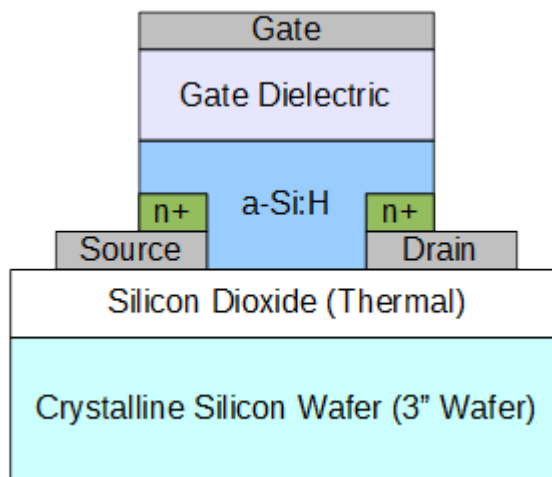 Gate
Gate Dielectric
a-Si:H
n+
n+
Source
Drain
Silicon Dioxide (Thermal)
Crystalline Silicon Wafer (3” Wafer)